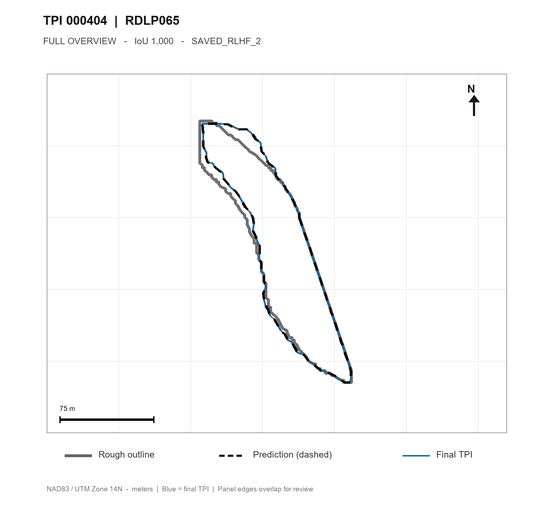 TPI 000404 | RDLP065
FULL OVERVIEW - IoU 1.000 - SAVED_RLHF_2
N
75 m
Rough outline
Prediction (dashed)
Final TPI
NAD83 / UTM Zone 14N - meters | Blue = final TPI | Panel edges overlap for review